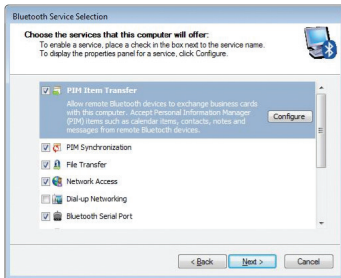 Bluetooth Service Selection
Choose the services that this computer will offer:
To enable a service, place a check in the box next to the service name.
To display the properties panel for a service, click Configure.
PIM Item Transfer
Allow remote Bluetooth devices to exchange business cards
with this computer. Accept Personal Information Manager
(PIM) items such as calendar items, contacts, notes and
messages from remote Bluetooth devices.
Configure
PIM Synchronization
File Transfer
Network Access
Dial-up Networking
Bluetooth Serial Port
< Back
Next >
Cancel